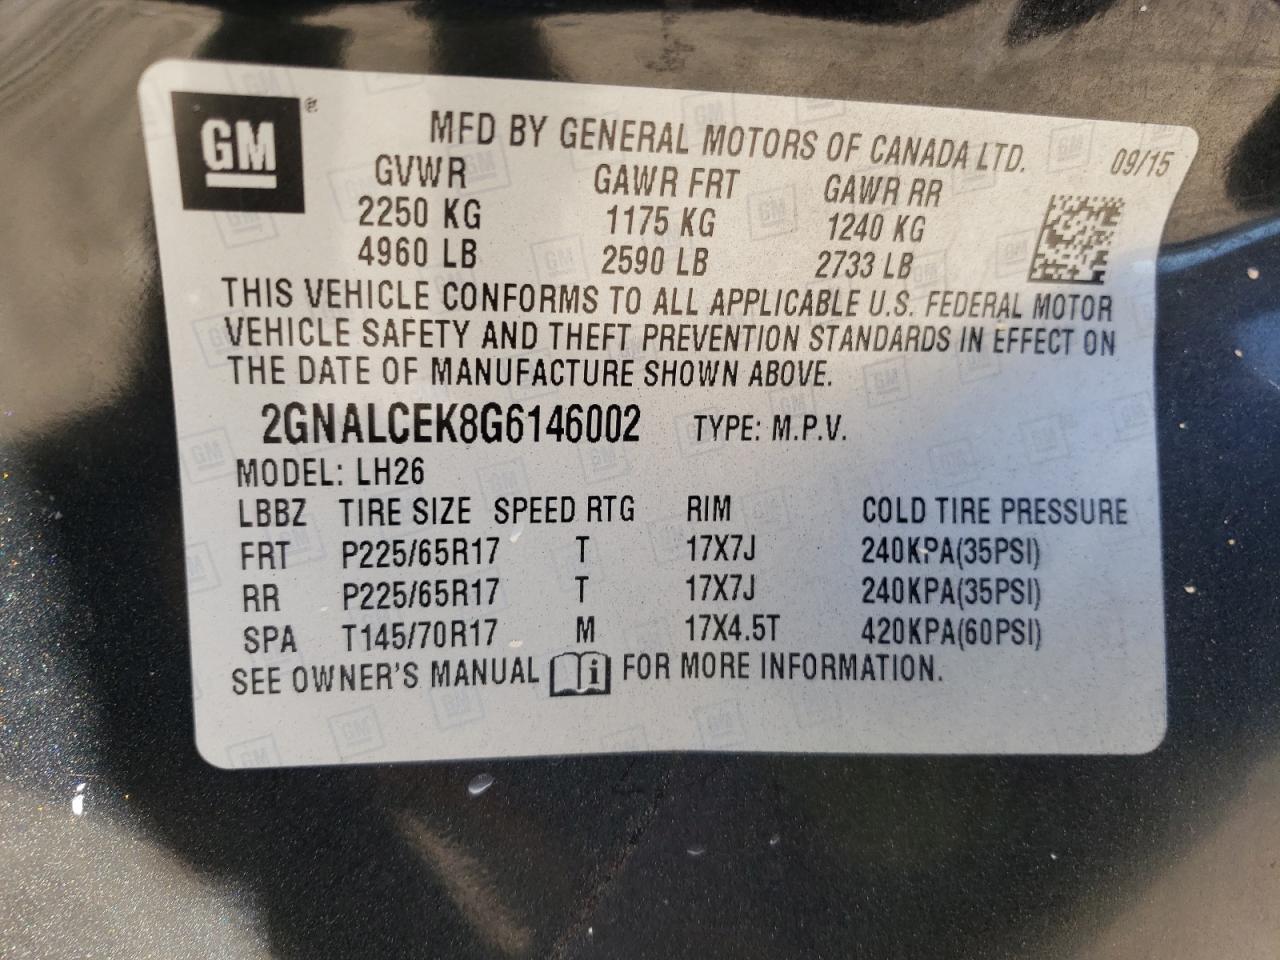 GM ®
MFD BY GENERAL MOTORS OF CANADA LTD. 09/15
GVWR GAWR FRT GAWR RR
2250 KG 1175 KG 1240 KG
4960 LB 2590 LB 2733 LB
THIS VEHICLE CONFORMS TO ALL APPLICABLE U.S. FEDERAL MOTOR
VEHICLE SAFETY AND THEFT PREVENTION STANDARDS IN EFFECT ON
THE DATE OF MANUFACTURE SHOWN ABOVE.
2GNALCEK8G6146002 TYPE: M.P.V.
MODEL: LH26
LBBZ TIRE SIZE SPEED RTG RIM COLD TIRE PRESSURE
FRT P225/65R17 T 17X7J 240KPA(35PSI)
RR P225/65R17 T 17X7J 240KPA(35PSI)
SPA T145/70R17 M 17X4.5T 420KPA(60PSI)
SEE OWNER'S MANUAL i FOR MORE INFORMATION.